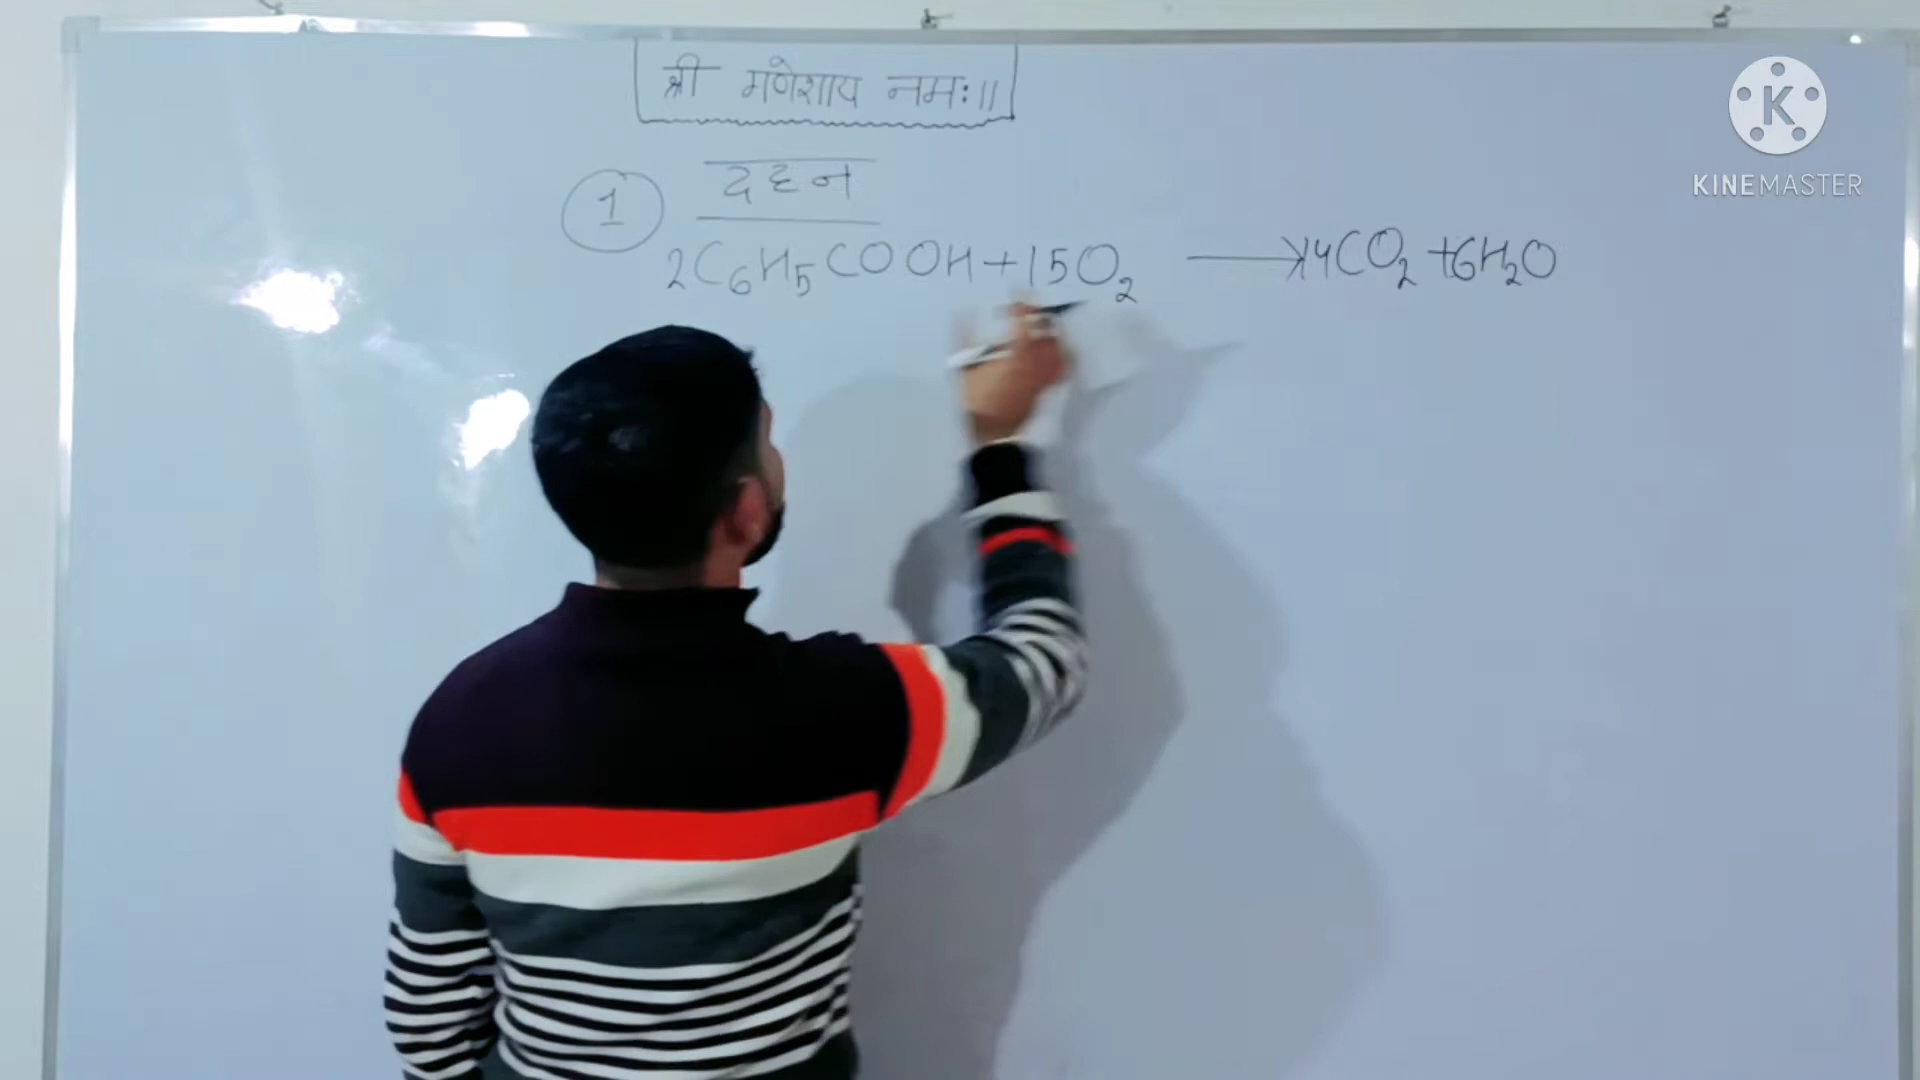 श्री गणेशाय नमः॥
1 दहन
2C₆H₅COOH+15O₂ → 14CO₂ +6H₂O
K
KINEMASTER